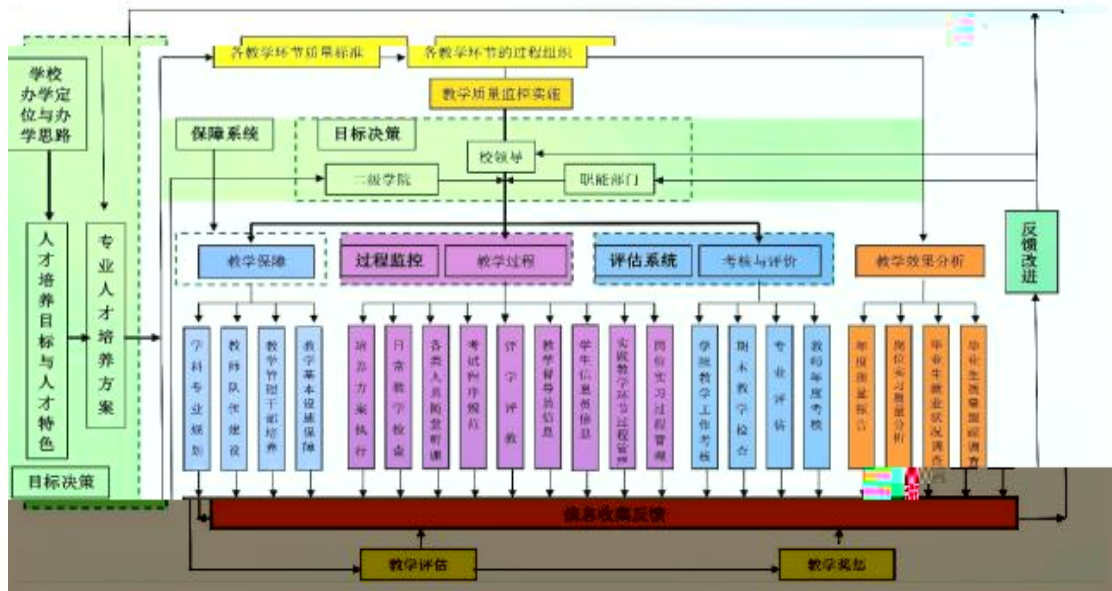 各教学环节质量标准
各教学环节的过程组织
学校
办学定
位与办
学思路
教学质量监控实施
保障系统
目标决策
校领导
二级学院
职能部门
人才培养目标与人才特色
专业人才培养方案
教学保障
过程监控
教学过程
评估系统
考核与评价
教学效果分析
反馈改进
学科专业规划
教师队伍建设
教学管理干部培养
教学基本设施保障
培养方案执行
日常教学检查
各类人员随堂听课
考试程序规范
评学评教
教学督导员信息
学生信息员信息
实践教学环节过程管理
岗位实习过程管理
学院教学工作考核
期末教学检查
专业评估
教师年度考核
年度质量报告
岗位实习质量分析
毕业生就业状况调查
毕业生质量跟踪调查
目标决策
信息收集反馈
教学评估
教学奖惩